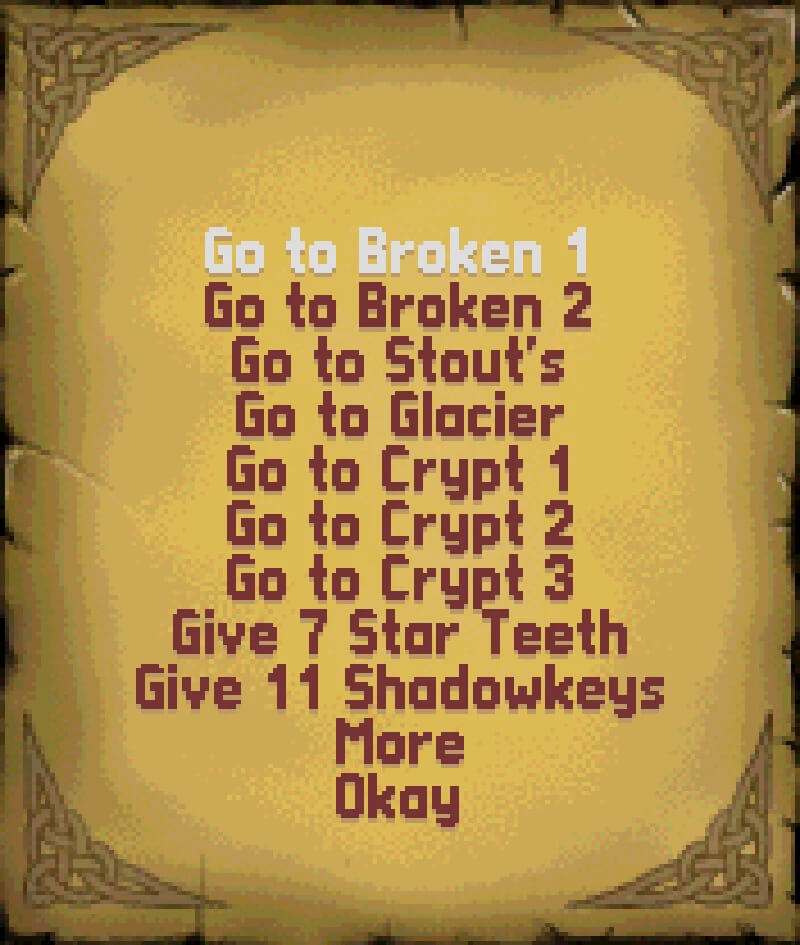 Go to Broken 1
Go to Broken 2
Go to Stout's
Go to Glacier
Go to Crypt 1
Go to Crypt 2
Go to Crypt 3
Give 7 Star Teeth
Give 11 Shadowkeys
More
Okay